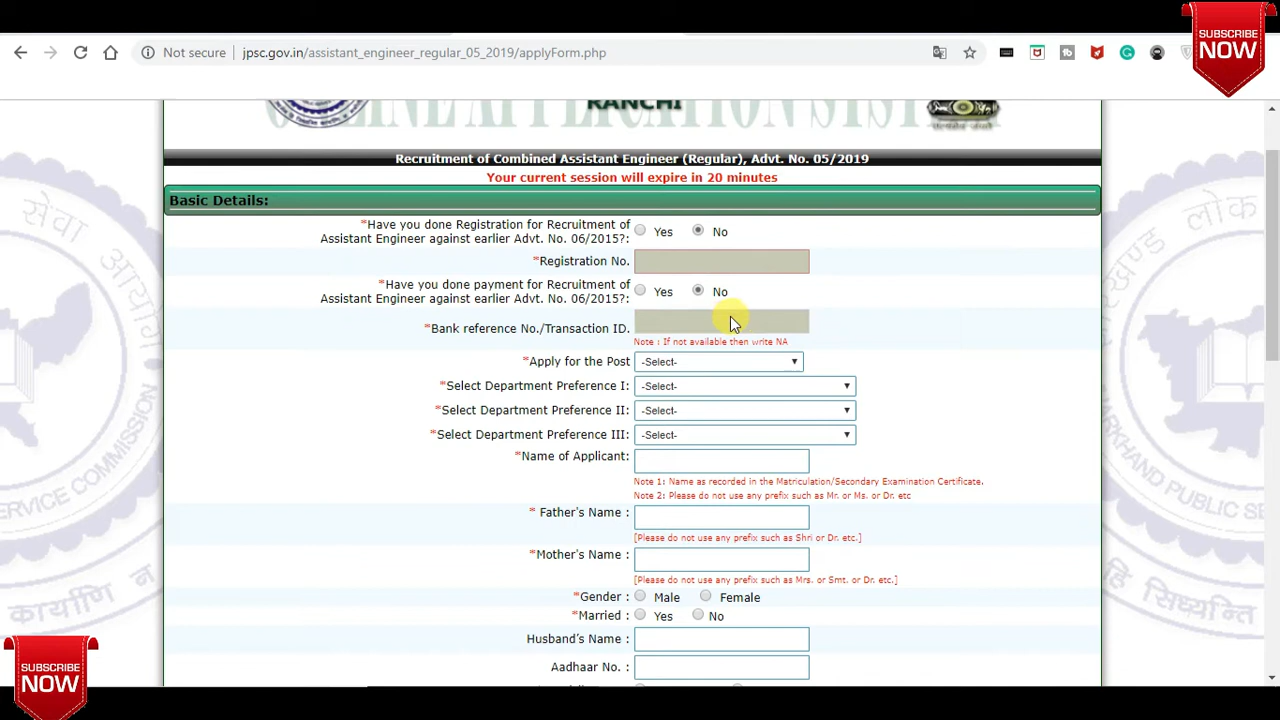 SUBSCRIBE
NOW
Not secure
jpsc.gov.in/assistant_engineer_regular_05_2019/applyForm.php
RANCHI
Recruitment of Combined Assistant Engineer (Regular), Advt. No. 05/2019
Your current session will expire in 20 minutes
Basic Details:
*Have you done Registration for Recruitment of
Assistant Engineer against earlier Advt. No. 06/2015?:
Yes No
*Registration No.
*Have you done payment for Recruitment of
Assistant Engineer against earlier Advt. No. 06/2015?:
Yes No
*Bank reference No./Transaction ID.
Note : If not available then write NA
*Apply for the Post -Select-
*Select Department Preference I: -Select-
*Select Department Preference II: -Select-
*Select Department Preference III: -Select-
*Name of Applicant:
Note 1: Name as recorded in the Matriculation/Secondary Examination Certificate.
Note 2: Please do not use any prefix such as Mr. or Ms. or Dr. etc
* Father's Name :
[Please do not use any prefix such as Shri or Dr. etc.]
*Mother's Name :
[Please do not use any prefix such as Mrs. or Smt. or Dr. etc.]
*Gender : Male Female
*Married : Yes No
Husband's Name :
Aadhaar No. :
SUBSCRIBE
NOW